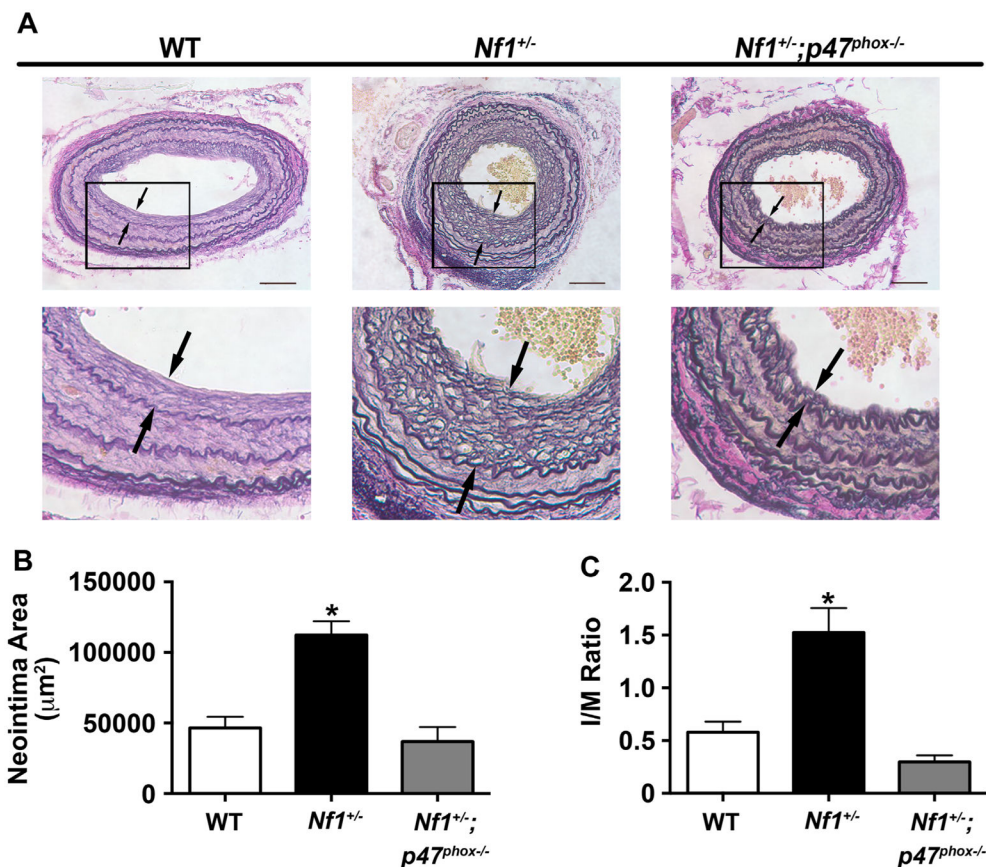 A
WT Nf1+/- Nf1+/-;p47phox-/-
B
150000
100000
50000
0
Neointima Area
(μm2)
*
WT Nf1+/- Nf1+/-;
p47phox-/-
C
2.0
1.5
1.0
0.5
0.0
I/M Ratio
*
WT Nf1+/- Nf1+/-;
p47phox-/-